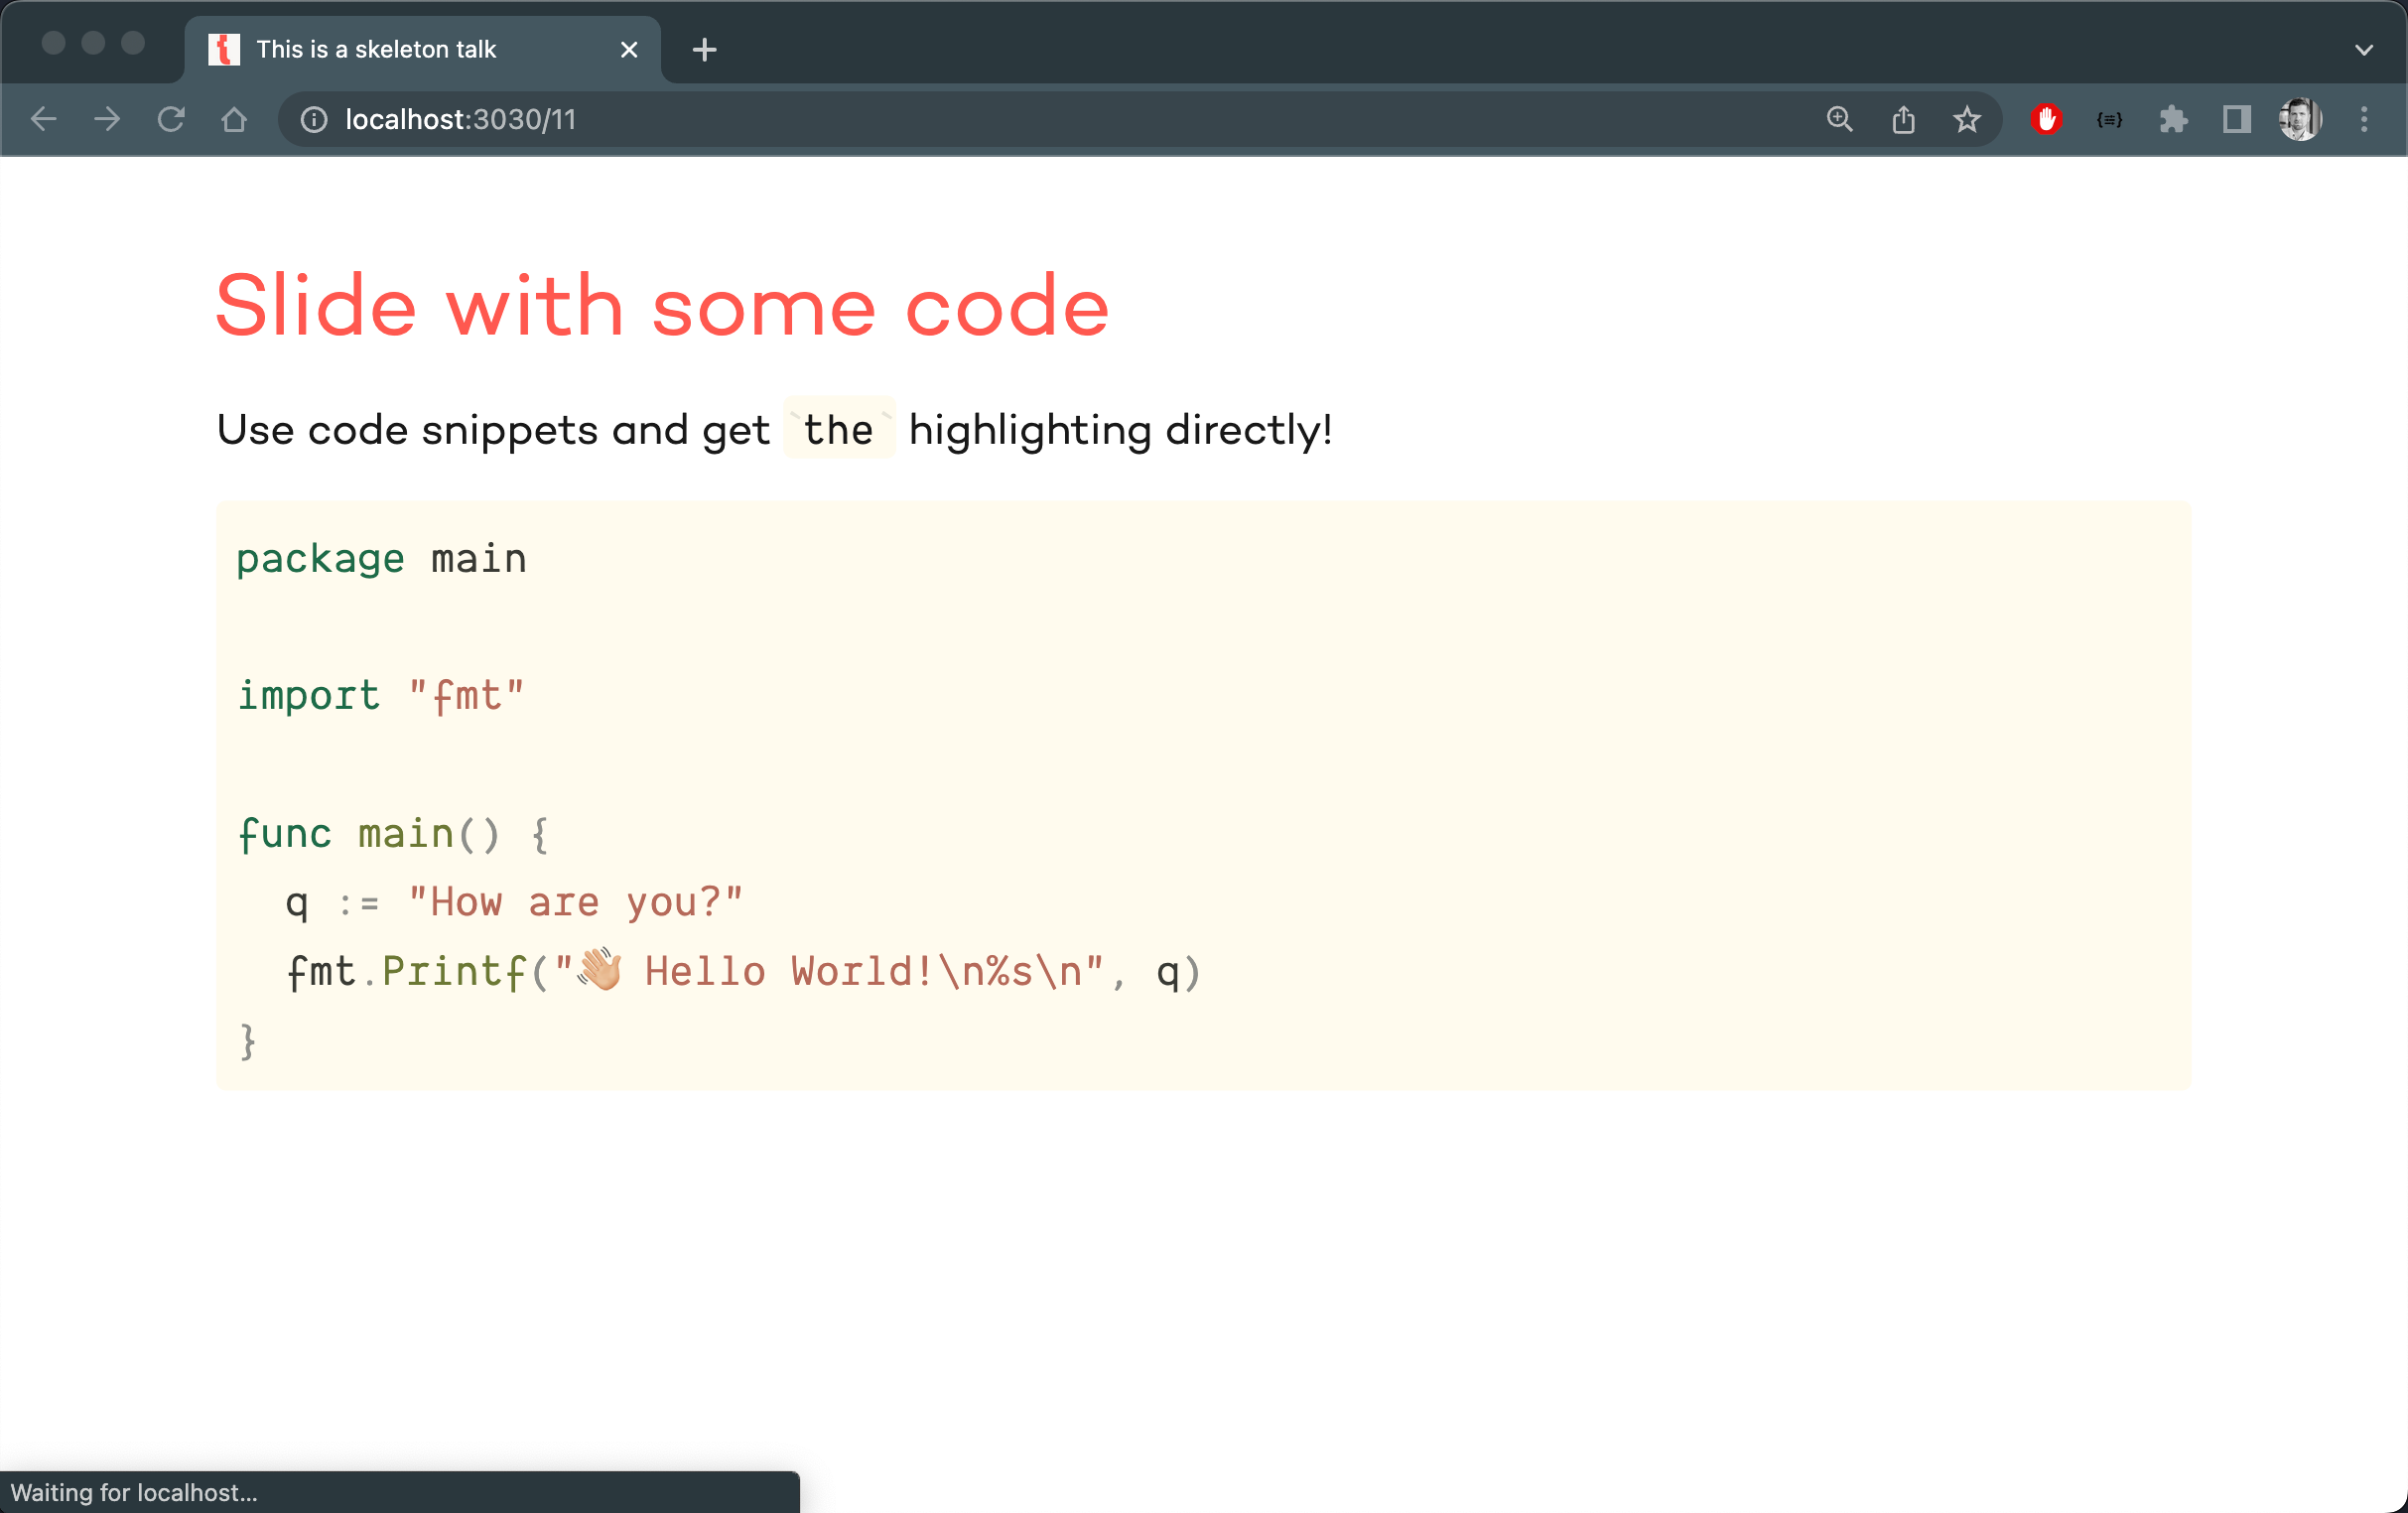 This is a skeleton talk
localhost:3030/11
Slide with some code
Use code snippets and get `the` highlighting directly!
package main
import "fmt"
func main() {
  q := "How are you?"
  fmt.Printf("👋🏼 Hello World!\n%s\n", q)
}
Waiting for localhost...